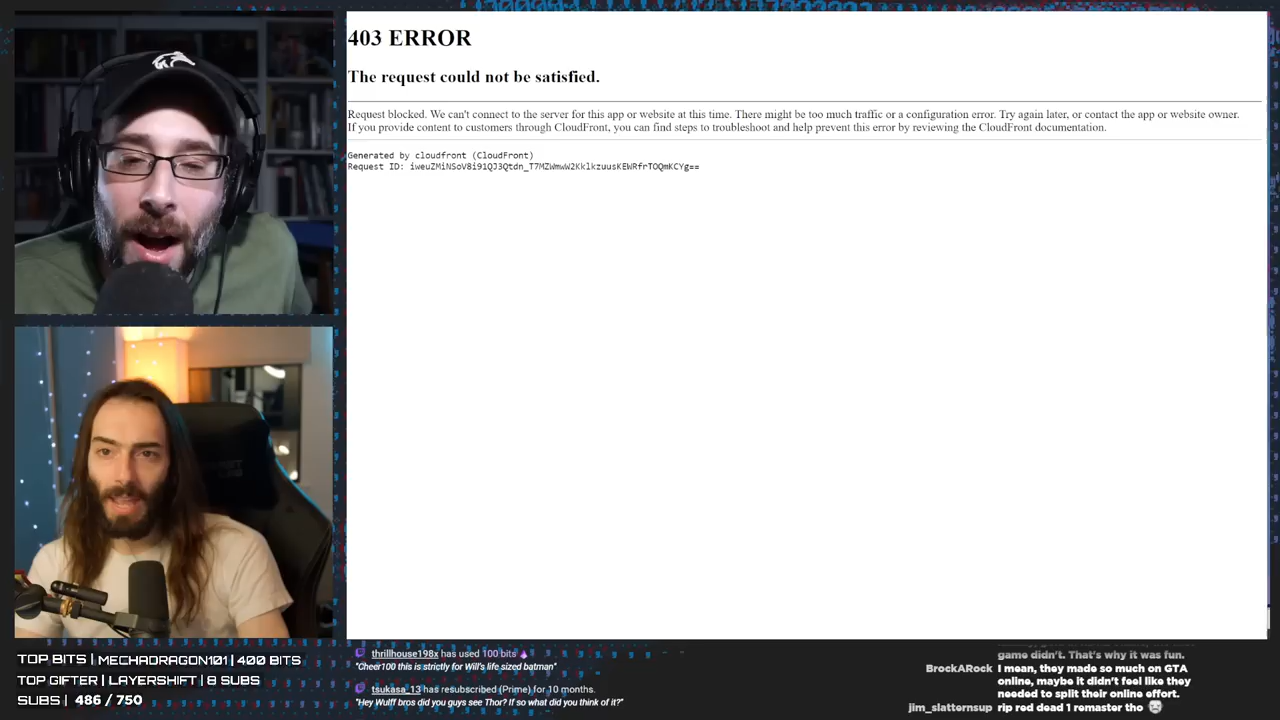 403 ERROR
The request could not be satisfied.
Request blocked. We can't connect to the server for this app or website at this time. There might be too much traffic or a configuration error. Try again later, or contact the app or website owner.
If you provide content to customers through CloudFront, you can find steps to troubleshoot and help prevent this error by reviewing the CloudFront documentation.
Generated by cloudfront (CloudFront)
Request ID: iweuZMiNSoV8i91QJ3Qtdn_T7MZWmwW2KklkzuusKEWRfrTOQmKCYg==
TOP BITS | MECHADRAGON101 | 400 BITS
TOP GIFTER | LAYERSHIFT | 8 SUBS
SUBS | 486 / 750
thrillhouse198x has used 100 bits
"Cheer100 this is strictly for Will's life sized batman"
tsukasa_13 has resubscribed (Prime) for 10 months.
"Hey Wulff bros did you guys see Thor? If so what did you think of it?"
game didn't. That's why it was fun.
BrockARock I mean, they made so much on GTA
online, maybe it didn't feel like they
needed to split their online effort.
jim_slatternsup rip red dead 1 remaster tho